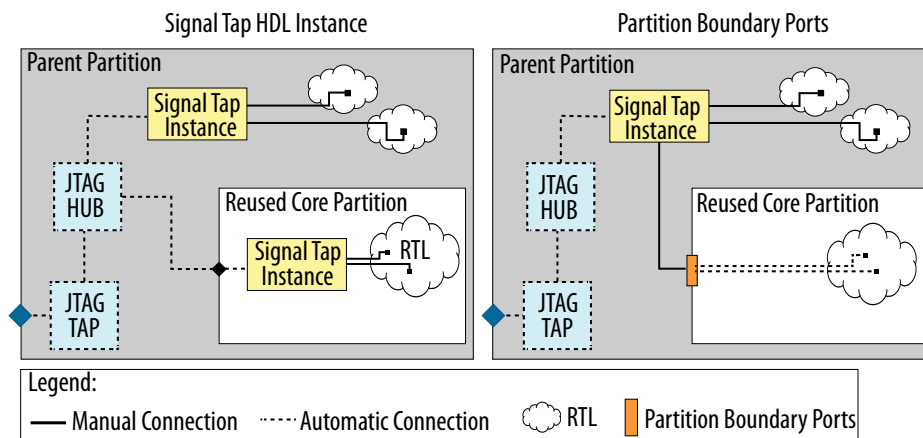 Signal Tap HDL Instance
Partition Boundary Ports
Parent Partition
Signal Tap
Instance
JTAG
HUB
Reused Core Partition
Signal Tap
Instance
RTL
JTAG
TAP
Parent Partition
Signal Tap
Instance
JTAG
HUB
Reused Core Partition
JTAG
TAP
Legend:
Manual Connection
Automatic Connection
RTL
Partition Boundary Ports